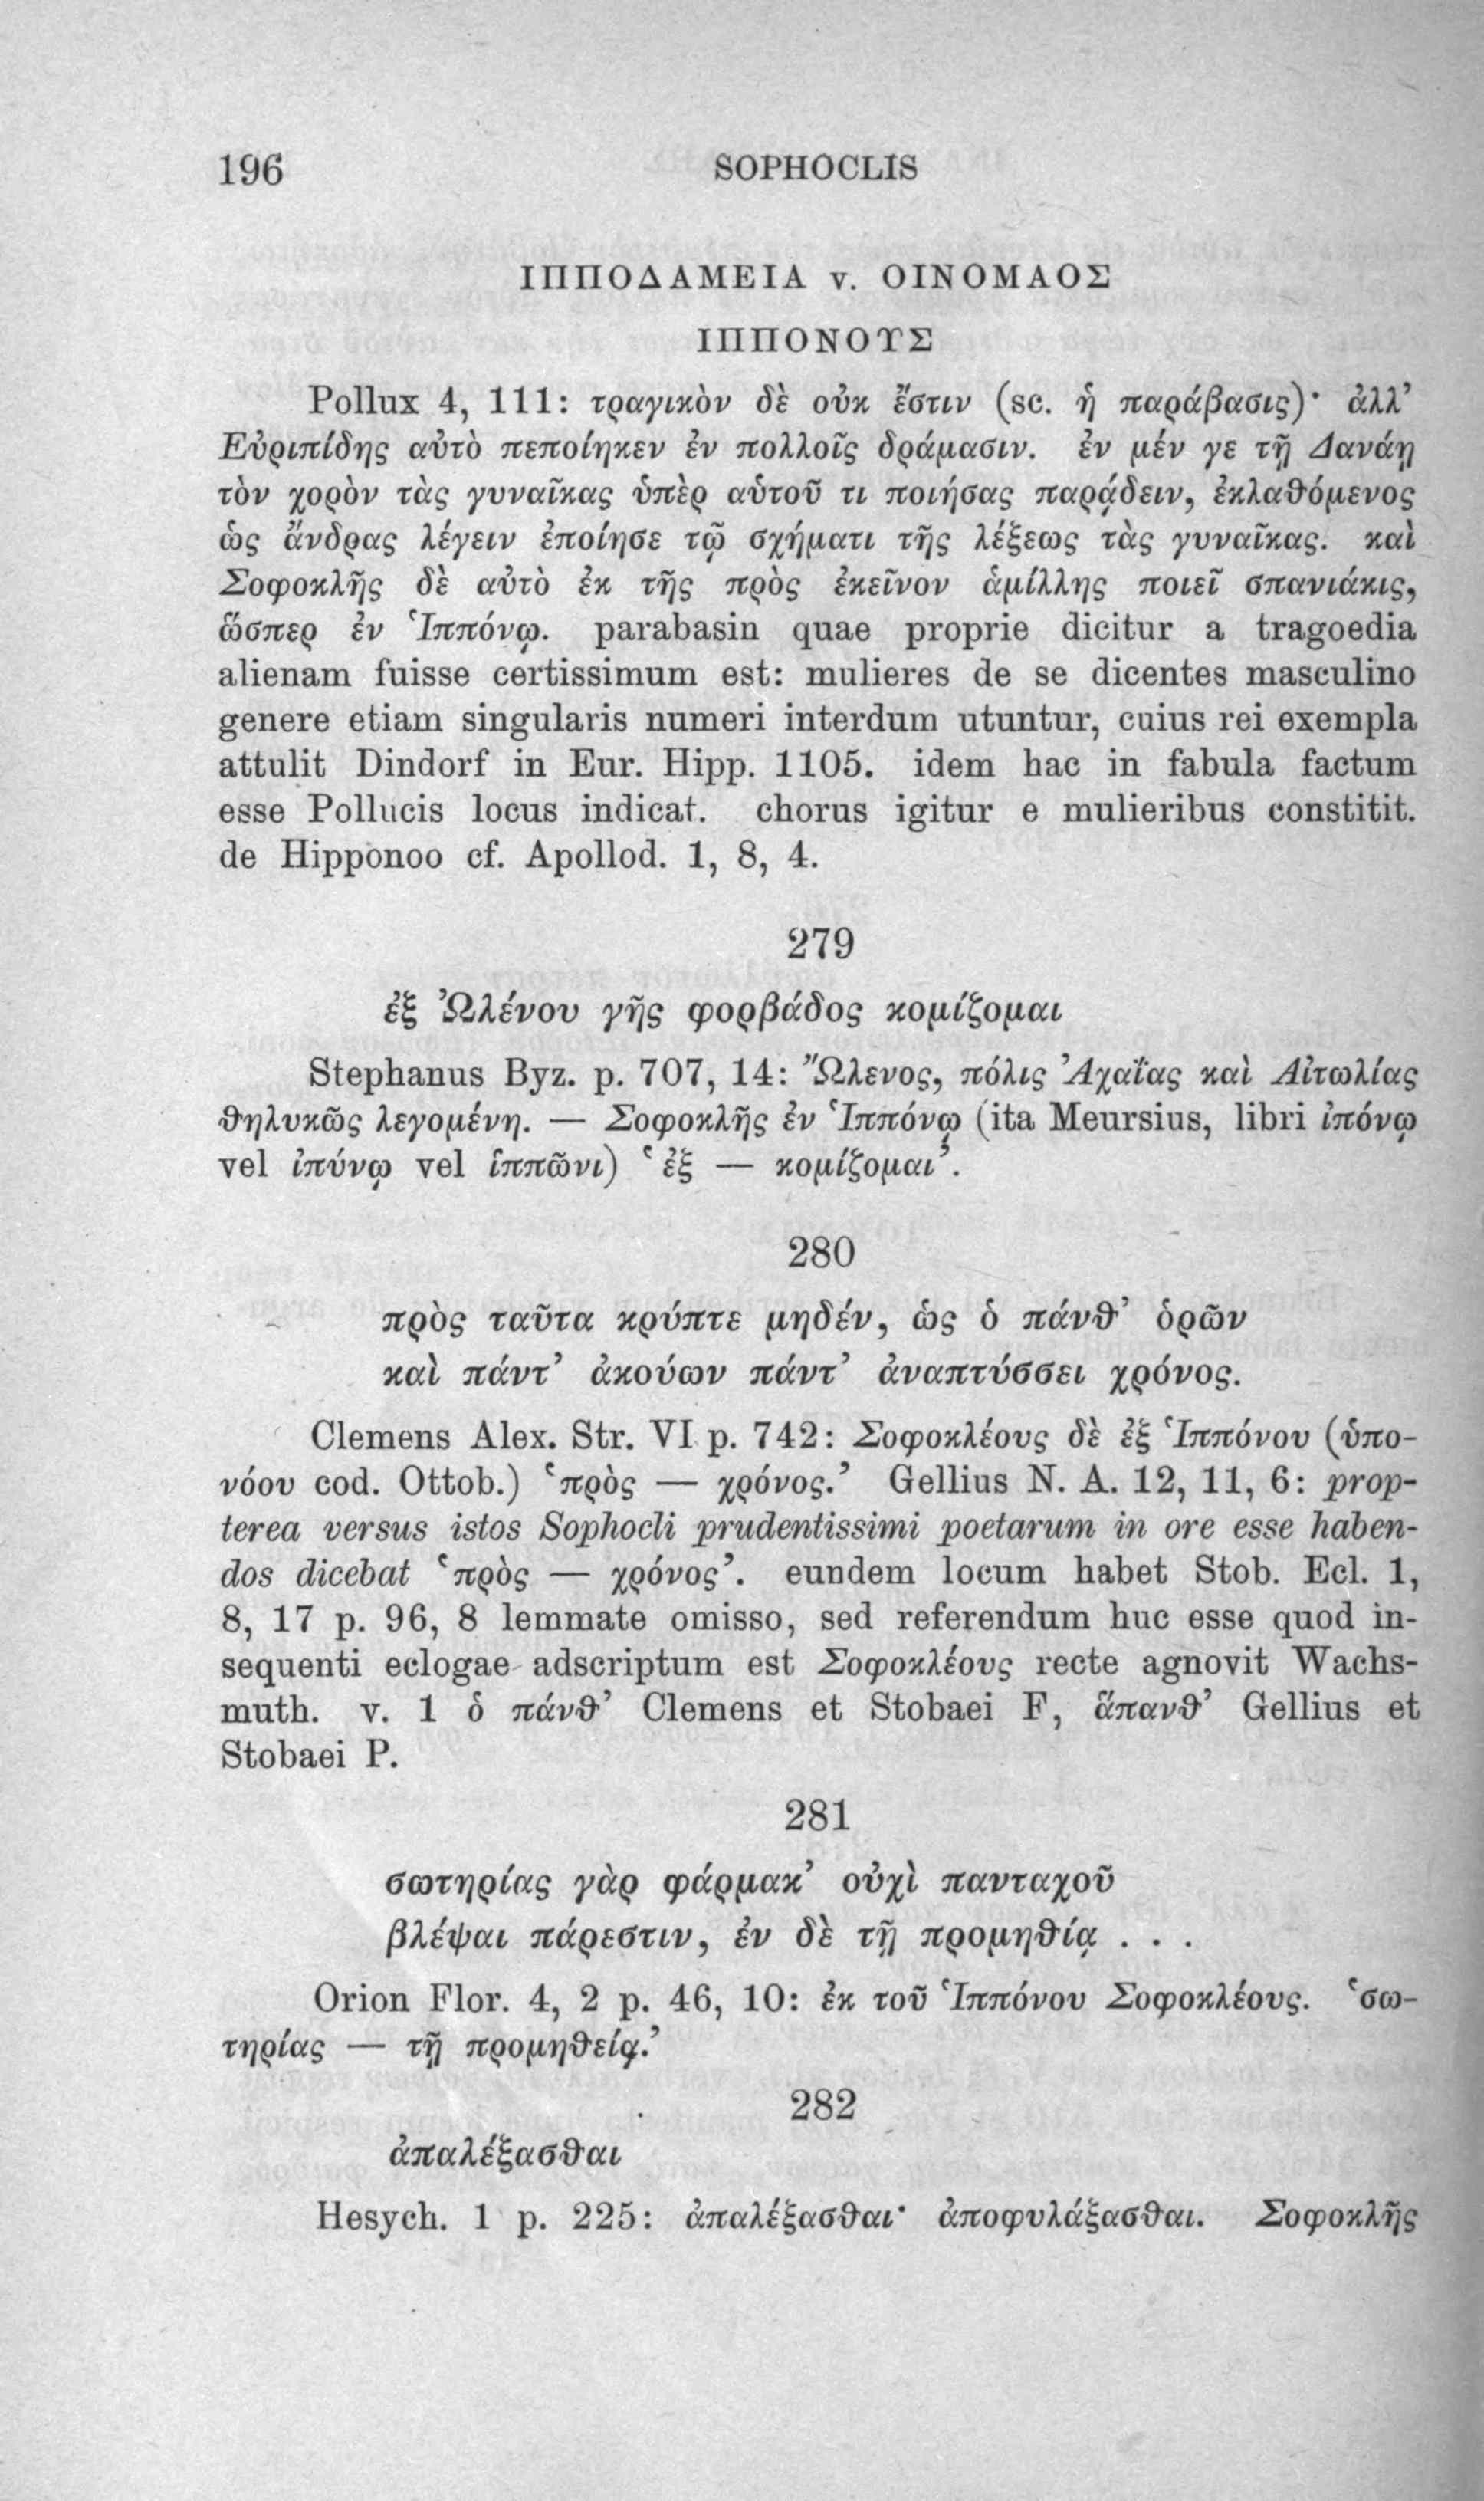 196 SOPHOCLIS
ΙΠΠΟΔΑΜΕΙΑ v. ΟΙΝΟΜΑΟΣ
ΙΠΠΟΝΟΥΣ
Pollux 4, 111: τραγικὸν δὲ οὐκ ἔστιν (sc. ἡ παράβασις)· ἀλλ’
Εὐριπίδης αὐτὸ πεποίηκεν ἐν πολλοῖς δράμασιν. ἐν μέν γε τῇ Δανάῃ
τὸν χορὸν τὰς γυναῖκας ὑπὲρ αὑτοῦ τι ποιήσας παρᾴδειν, ἐκλαθόμενος
ὡς ἄνδρας λέγειν ἐποίησε τῷ σχήματι τῆς λέξεως τὰς γυναῖκας. καὶ
Σοφοκλῆς δὲ αὐτὸ ἐκ τῆς πρὸς ἐκεῖνον ἁμίλλης ποιεῖ σπανιάκις,
ὥσπερ ἐν Ἱππόνῳ. parabasin quae proprie dicitur a tragoedia
alienam fuisse certissimum est: mulieres de se dicentes masculino
genere etiam singularis numeri interdum utuntur, cuius rei exempla
attulit Dindorf in Eur. Hipp. 1105. idem hac in fabula factum
esse Pollucis locus indicat. chorus igitur e mulieribus constitit.
de Hipponoo cf. Apollod. 1, 8, 4.
279
ἐξ Ὠλένου γῆς φορβάδος κομίζομαι
Stephanus Byz. p. 707, 14: Ὤλενος, πόλις Ἀχαΐας καὶ Αἰτωλίας
θηλυκῶς λεγομένη. — Σοφοκλῆς ἐν Ἱππόνῳ (ita Meursius, libri ἰπόνῳ
vel ἰπύνῳ vel ἱππῶνι) ‘ἐξ — κομίζομαι’.
280
πρὸς ταῦτα κρύπτε μηδέν, ὡς ὁ πάνθ’ ὁρῶν
καὶ πάντ’ ἀκούων πάντ’ ἀναπτύσσει χρόνος.
Clemens Alex. Str. VI p. 742: Σοφοκλέους δὲ ἐξ Ἱππόνου (ὑπο-
νόου cod. Ottob.) ‘πρὸς — χρόνος.’ Gellius N. A. 12, 11, 6: prop-
terea versus istos Sophocli prudentissimi poetarum in ore esse haben-
dos dicebat ‘πρὸς — χρόνος’. eundem locum habet Stob. Ecl. 1,
8, 17 p. 96, 8 lemmate omisso, sed referendum huc esse quod in-
sequenti eclogae adscriptum est Σοφοκλέους recte agnovit Wachs-
muth. v. 1 ὁ πάνθ’ Clemens et Stobaei F, ἅπανθ’ Gellius et
Stobaei P.
281
σωτηρίας γὰρ φάρμακ’ οὐχὶ πανταχοῦ
βλέψαι πάρεστιν, ἐν δὲ τῇ προμηθίᾳ . . .
Orion Flor. 4, 2 p. 46, 10: ἐκ τοῦ Ἱππόνου Σοφοκλέους. ‘σω-
τηρίας — τῇ προμηθείᾳ.’
282
ἀπαλέξασθαι
Hesych. 1 p. 225: ἀπαλέξασθαι· ἀποφυλάξασθαι. Σοφοκλῆς